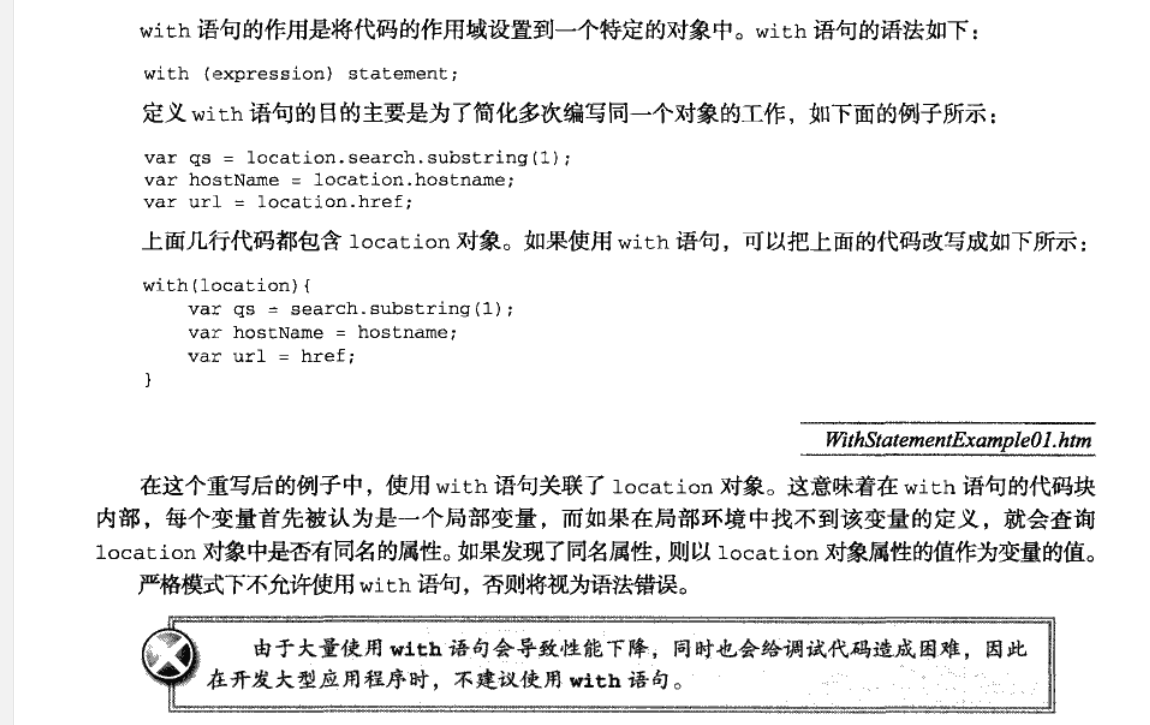 with 语句的作用是将代码的作用域设置到一个特定的对象中。with 语句的语法如下：
with (expression) statement;
定义 with 语句的目的主要是为了简化多次编写同一个对象的工作，如下面的例子所示：
var qs = location.search.substring(1);
var hostName = location.hostname;
var url = location.href;
上面几行代码都包含 location 对象。如果使用 with 语句，可以把上面的代码改写成如下所示：
with(location){
    var qs = search.substring(1);
    var hostName = hostname;
    var url = href;
}
WithStatementExample01.htm
在这个重写后的例子中，使用 with 语句关联了 location 对象。这意味着在 with 语句的代码块
内部，每个变量首先被认为是一个局部变量，而如果在局部环境中找不到该变量的定义，就会查询
location 对象中是否有同名的属性。如果发现了同名属性，则以 location 对象属性的值作为变量的值。
严格模式下不允许使用 with 语句，否则将视为语法错误。
由于大量使用 with 语句会导致性能下降，同时也会给调试代码造成困难，因此
在开发大型应用程序时，不建议使用 with 语句。